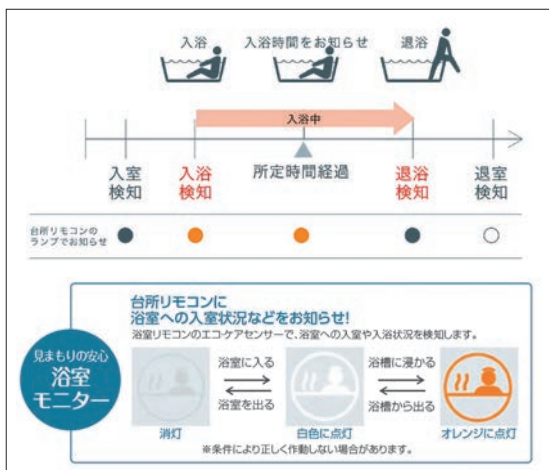 入浴 入浴時間をお知らせ 退浴
入浴中
入室検知 入浴検知 所定時間経過 退浴検知 退室検知
台所リモコンの
ランプでお知らせ
台所リモコンに
浴室への入室状況などをお知らせ!
浴室リモコンのエコ・ケアセンサーで、浴室への入室や入浴状況を検知します。
見まもりの安心
浴室
モニター
浴室に入る 浴槽に浸かる
浴室を出る 浴槽から出る
消灯 白色に点灯 オレンジに点灯
※条件により正しく作動しない場合があります。